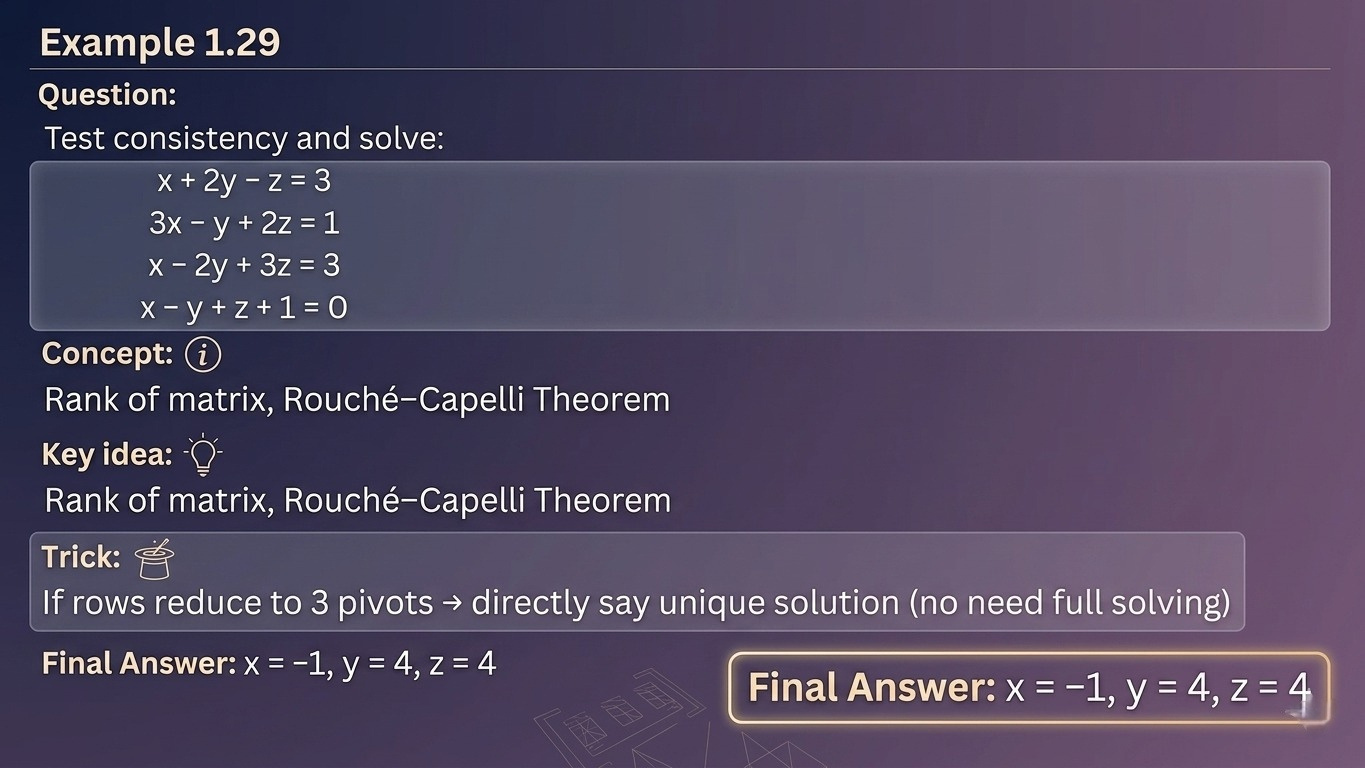 Example 1.29
Question:
Test consistency and solve:
x + 2y − z = 3
3x − y + 2z = 1
x − 2y + 3z = 3
x − y + z + 1 = 0
Concept: i
Rank of matrix, Rouché–Capelli Theorem
Key idea:
Rank of matrix, Rouché–Capelli Theorem
Trick:
If rows reduce to 3 pivots → directly say unique solution (no need full solving)
Final Answer: x = −1, y = 4, z = 4
Final Answer: x = −1, y = 4, z = 4